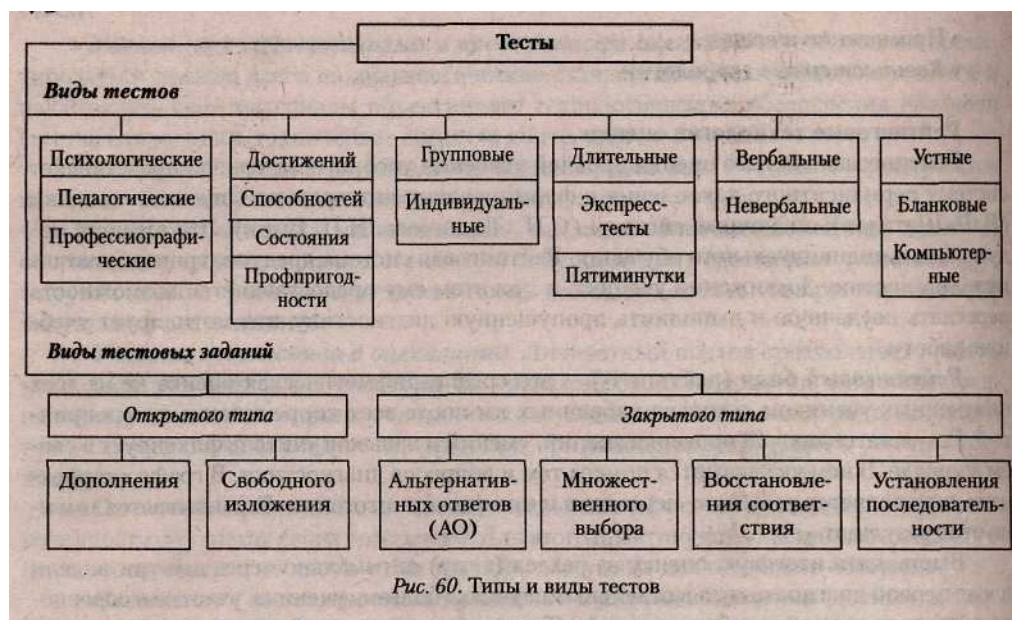 Тесты
Виды тестов
Психологические
Педагогические
Профессиографи-
ческие
Достижений
Способностей
Состояния
Профпригод-
ности
Групповые
Индивидуаль-
ные
Длительные
Экспресс-
тесты
Пятиминутки
Вербальные
Невербальные
Устные
Бланковые
Компьютер-
ные
Виды тестовых заданий
Открытого типа
Закрытого типа
Дополнения
Свободного
изложения
Альтернатив-
ных ответов
(АО)
Множест-
венного
выбора
Восстановле-
ния соответ-
ствия
Установления
последователь-
ности
Рис. 60. Типы и виды тестов